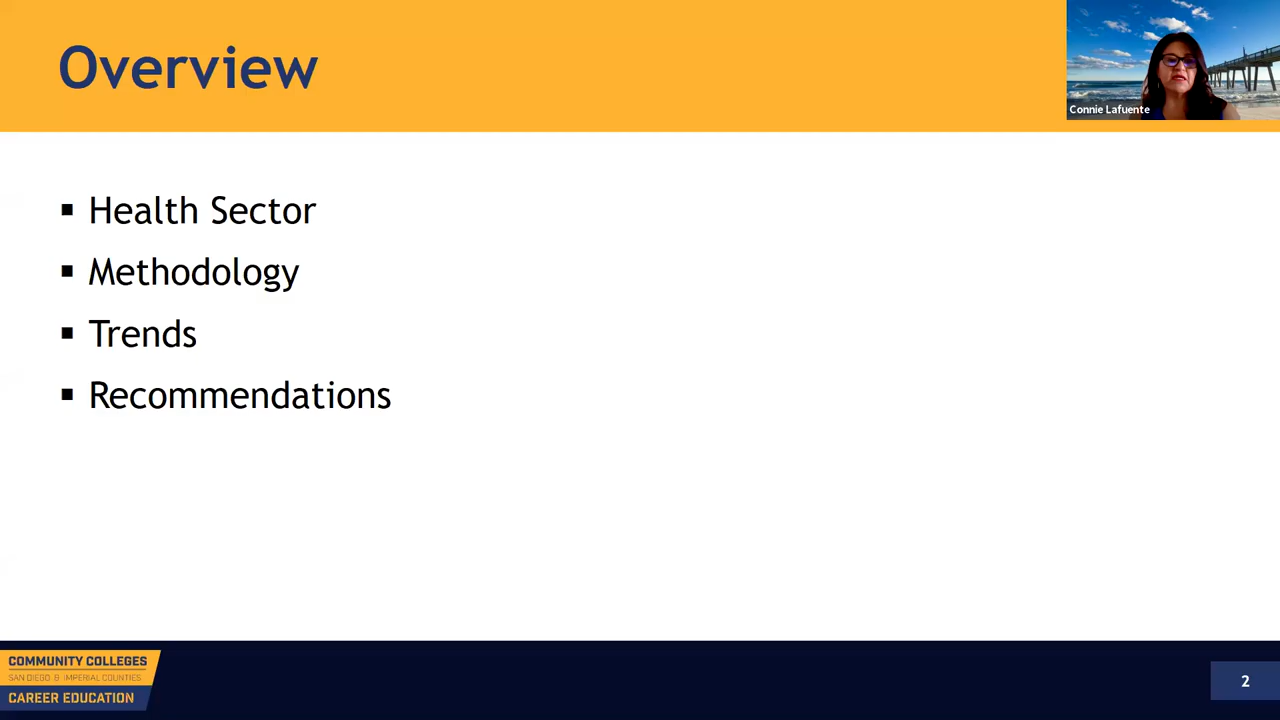 Overview
Connie Lafuente
▪ Health Sector
▪ Methodology
▪ Trends
▪ Recommendations
COMMUNITY COLLEGES
SAN DIEGO & IMPERIAL COUNTIES
CAREER EDUCATION
2